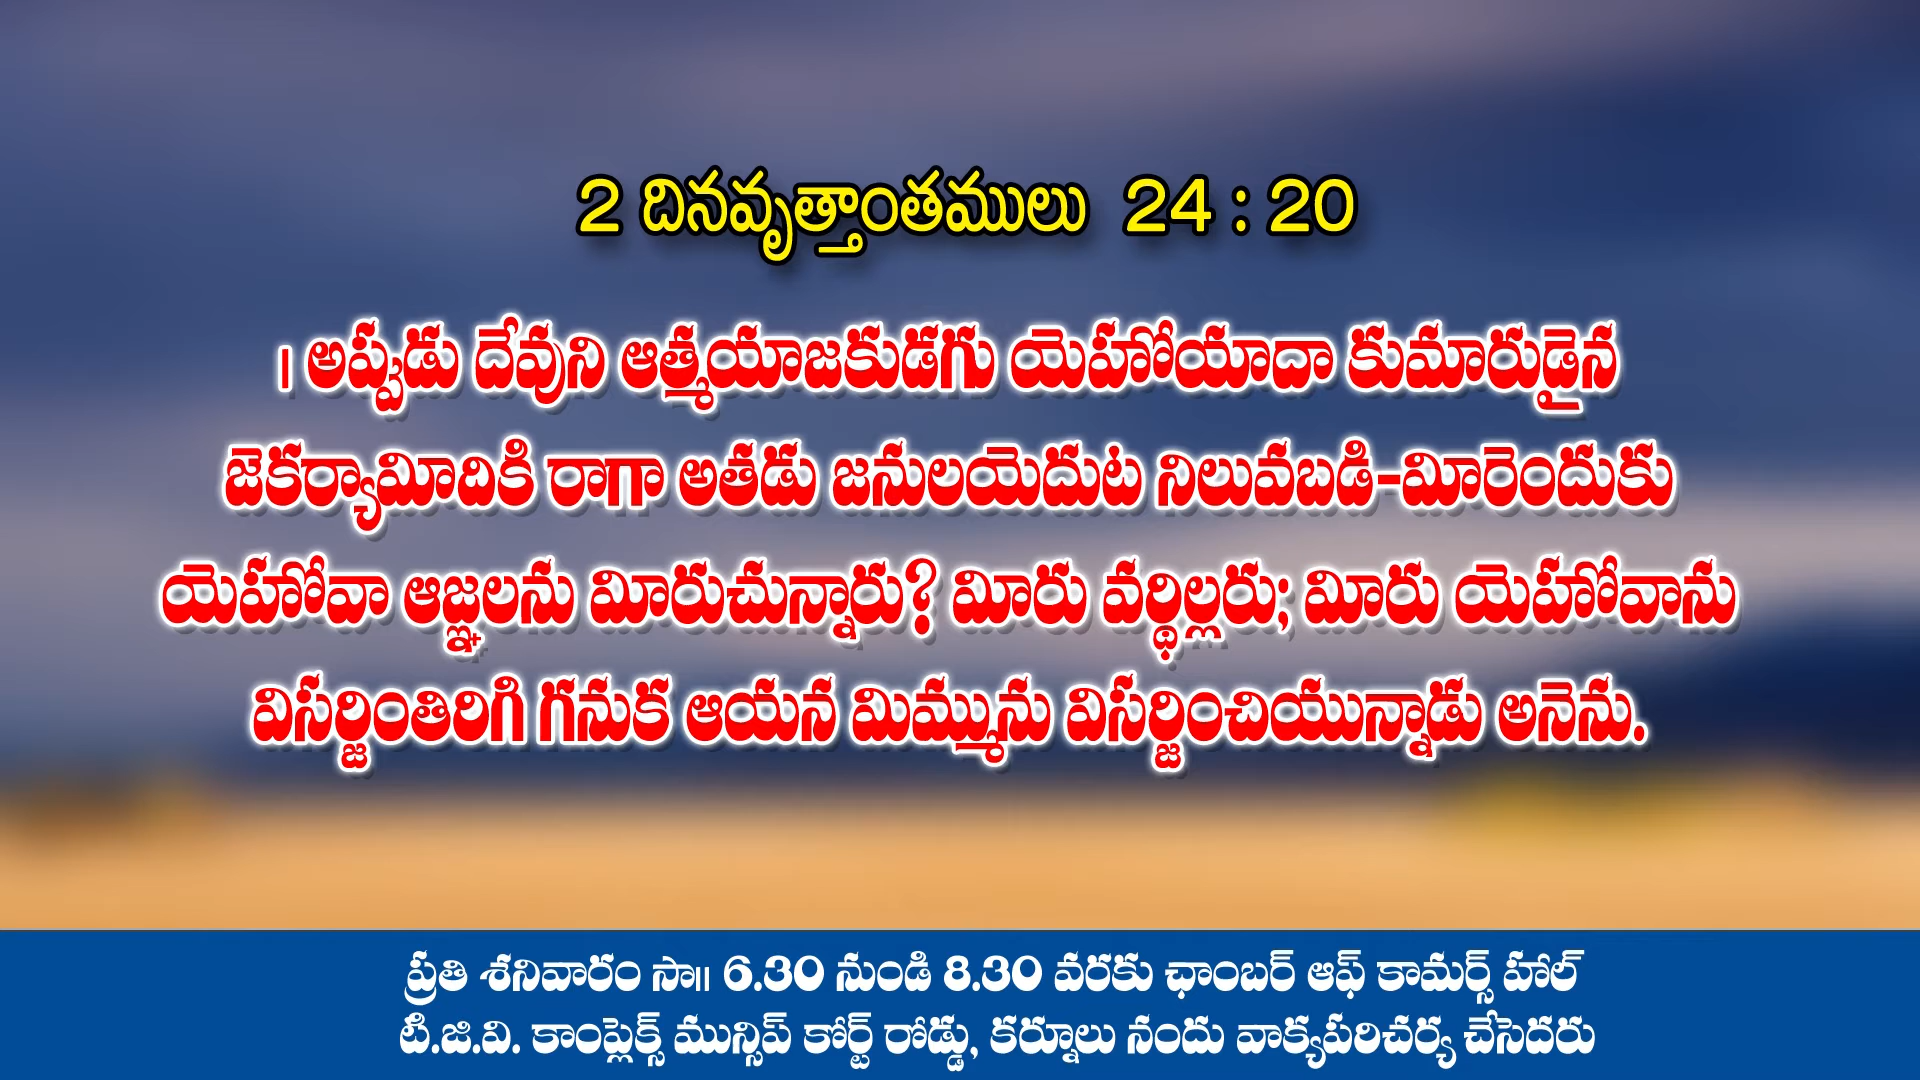 2 దినవృత్తాంతములు 24 : 20
। అప్పుడు దేవుని ఆత్మయాజకుడగు యెహోయాదా కుమారుడైన
జెకర్యామీదికి రాగా అతడు జనులయెదుట నిలువబడి-మీరెందుకు
యెహోవా ఆజ్ఞలను మీరుచున్నారు? మీరు వర్థిల్లరు; మీరు యెహోవాను
విసర్జింతిరిగి గనుక ఆయన మిమ్మును విసర్జించియున్నాడు అనెను.
ప్రతి శనివారం సా॥ 6.30 నుండి 8.30 వరకు ఛాంబర్ ఆఫ్ కామర్స్ హాల్
టి.జి.వి. కాంప్లెక్స్ మున్సిప్ కోర్ట్ రోడ్డు, కర్నూలు నందు వాక్యపరిచర్య చేసెదరు